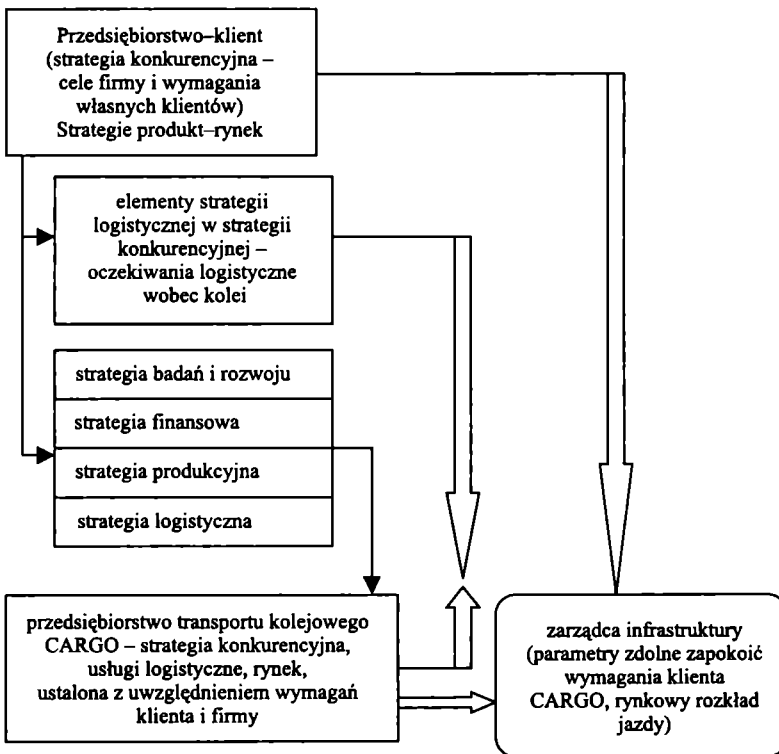 Przedsiębiorstwo–klient
(strategia konkurencyjna –
cele firmy i wymagania
własnych klientów)
Strategie produkt–rynek
elementy strategii
logistycznej w strategii
konkurencyjnej –
oczekiwania logistyczne
wobec kolei
strategia badań i rozwoju
strategia finansowa
strategia produkcyjna
strategia logistyczna
przedsiębiorstwo transportu kolejowego
CARGO – strategia konkurencyjna,
usługi logistyczne, rynek,
ustalona z uwzględnieniem wymagań
klienta i firmy
zarządca infrastruktury
(parametry zdolne zapokoić
wymagania klienta
CARGO, rynkowy rozkład
jazdy)